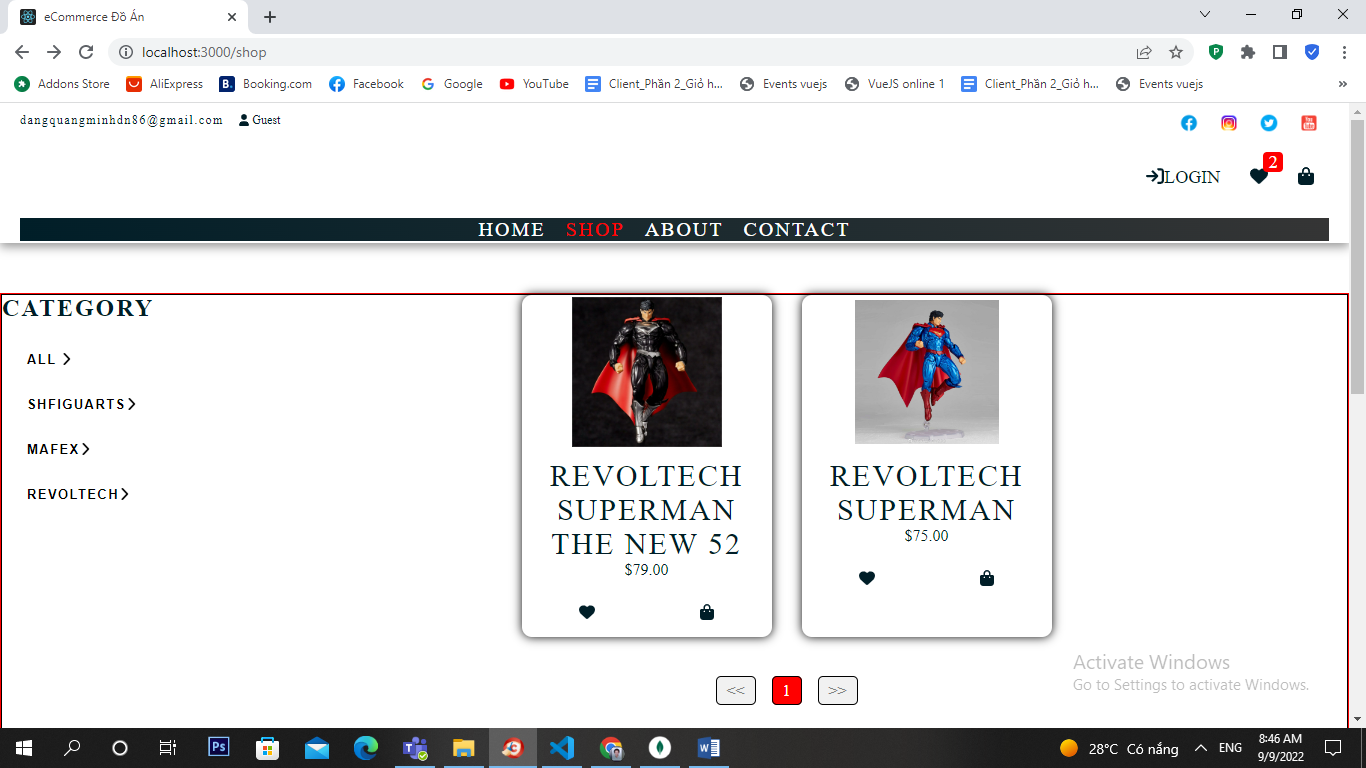 eCommerce Đồ Án
localhost:3000/shop
Addons Store AliExpress Booking.com Facebook Google YouTube Client_Phần 2_Giỏ h... Events vuejs VueJS online 1 Client_Phần 2_Giỏ h... Events vuejs »
dangquangminhdn86@gmail.com Guest
LOGIN 2
HOME SHOP ABOUT CONTACT
CATEGORY
ALL
SHFIGUARTS
MAFEX
REVOLTECH
REVOLTECH
SUPERMAN
THE NEW 52
$79.00
REVOLTECH
SUPERMAN
$75.00
<< 1 >>
Activate Windows
Go to Settings to activate Windows.
28°C Có nắng ENG
8:46 AM
9/9/2022